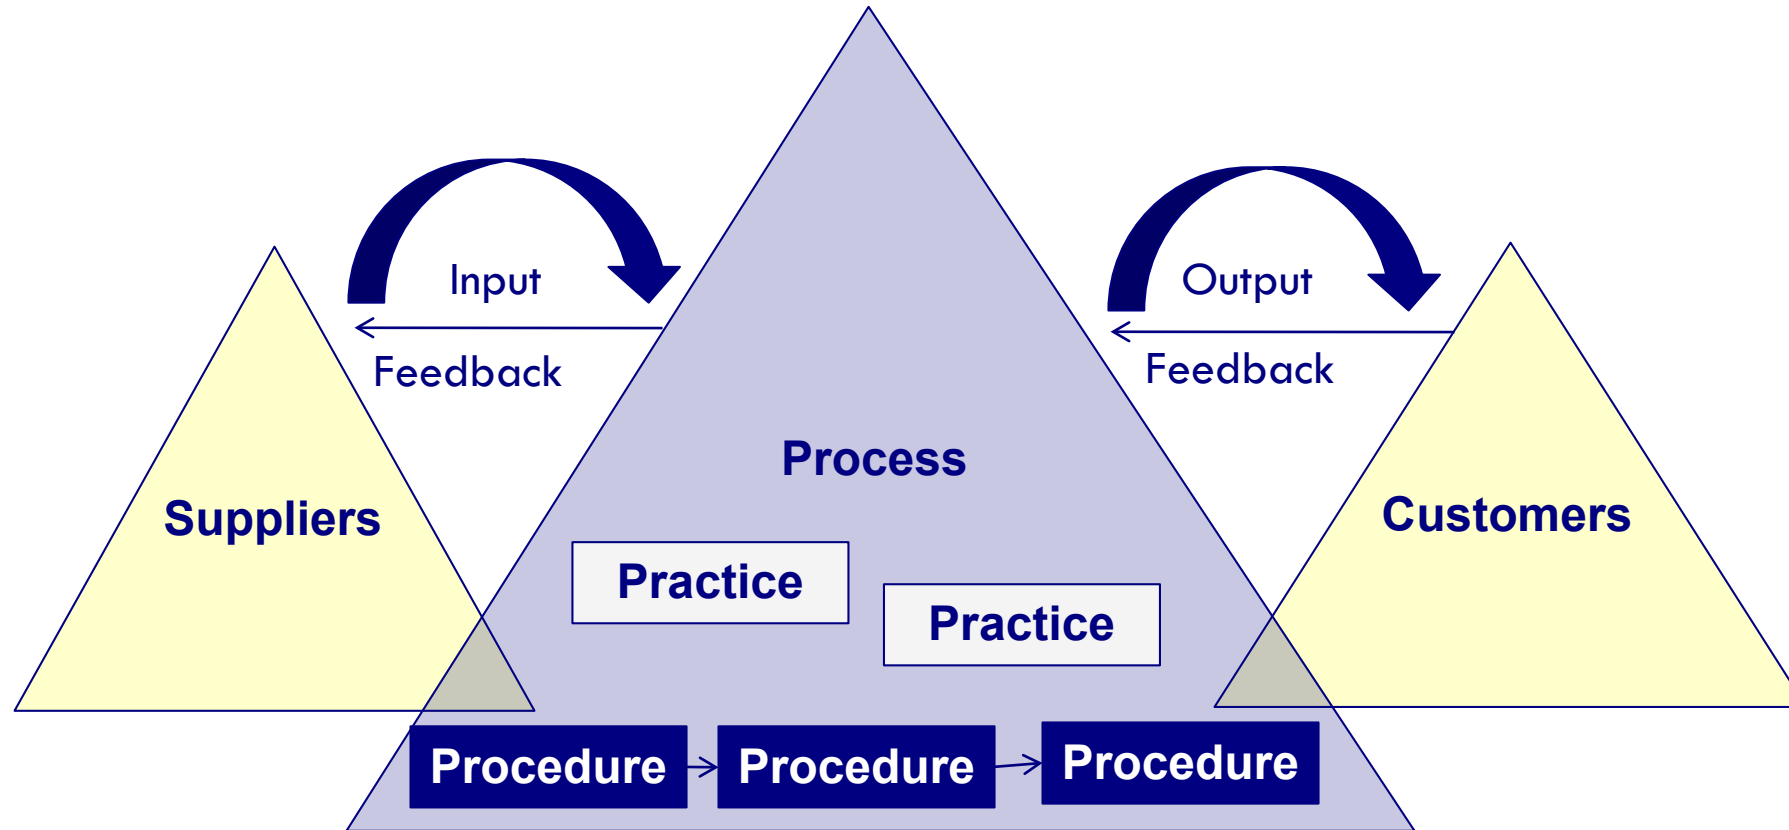 Input
Output
Feedback
Feedback
Process
Suppliers
Customers
Practice
Practice
Procedure
Procedure
Procedure